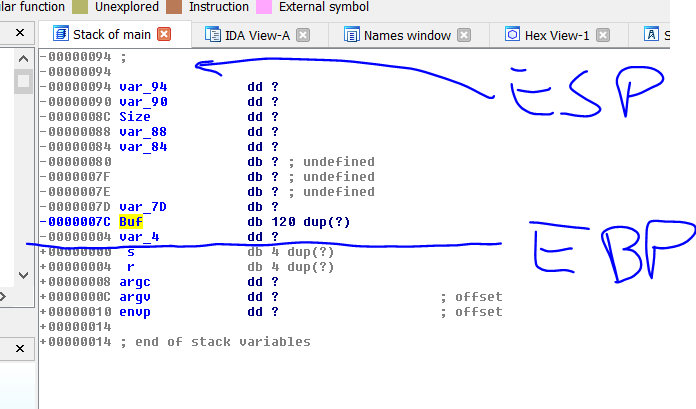 ular function Unexplored Instruction External symbol
Stack of main IDA View-A Names window Hex View-1 S
-00000094 ;
-00000094
-00000094 var_94 dd ?
-00000090 var_90 dd ?
-0000008C Size dd ?
-00000088 var_88 dd ?
-00000084 var_84 dd ?
-00000080 db ? ; undefined
-0000007F db ? ; undefined
-0000007E db ? ; undefined
-0000007D var_7D db ?
-0000007C Buf db 120 dup(?)
-00000004 var_4 dd ?
+00000000 s db 4 dup(?)
+00000004 r db 4 dup(?)
+00000008 argc dd ?
+0000000C argv dd ? ; offset
+00000010 envp dd ? ; offset
+00000014
+00000014 ; end of stack variables
ESP
EBP